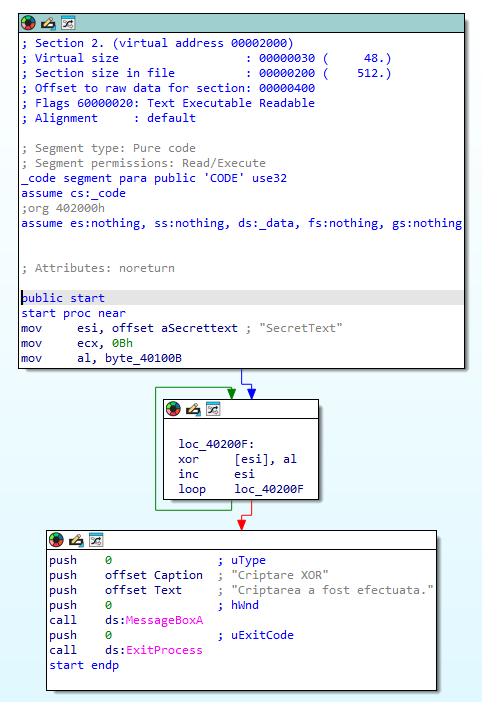 ; Section 2. (virtual address 00002000)
; Virtual size                  : 00000030 (     48.)
; Section size in file          : 00000200 (    512.)
; Offset to raw data for section: 00000400
; Flags 60000020: Text Executable Readable
; Alignment     : default
; Segment type: Pure code
; Segment permissions: Read/Execute
_code segment para public 'CODE' use32
assume cs:_code
;org 402000h
assume es:nothing, ss:nothing, ds:_data, fs:nothing, gs:nothing
; Attributes: noreturn
public start
start proc near
mov     esi, offset aSecrettext ; "SecretText"
mov     ecx, 0Bh
mov     al, byte_40100B
loc_40200F:
xor     [esi], al
inc     esi
loop    loc_40200F
push    0               ; uType
push    offset Caption  ; "Criptare XOR"
push    offset Text     ; "Criptarea a fost efectuata."
push    0               ; hWnd
call    ds:MessageBoxA
push    0               ; uExitCode
call    ds:ExitProcess
start endp